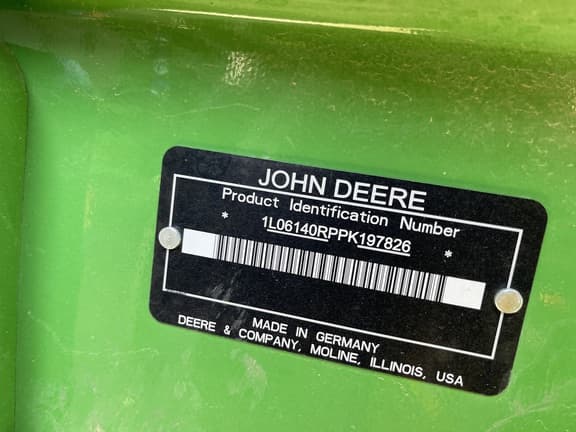 JOHN DEERE
Product Identification Number
* 1L06140RPPK197826 *
MADE IN GERMANY
DEERE & COMPANY, MOLINE, ILLINOIS, USA